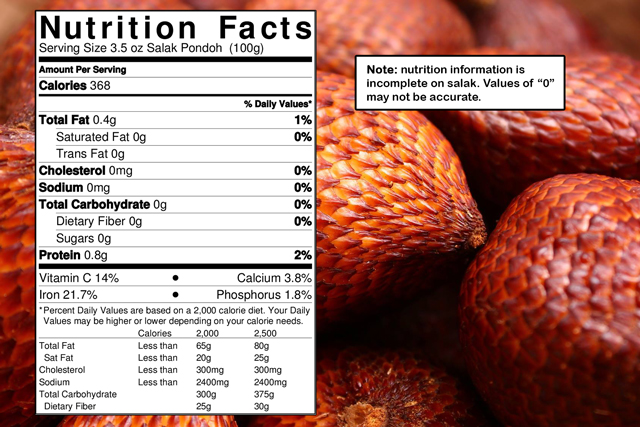 Nutrition Facts
Serving Size 3.5 oz Salak Pondoh (100g)
Amount Per Serving
Calories 368
% Daily Values*
Total Fat 0.4g 1%
Saturated Fat 0g 0%
Trans Fat 0g
Cholesterol 0mg 0%
Sodium 0mg 0%
Total Carbohydrate 0g 0%
Dietary Fiber 0g 0%
Sugars 0g
Protein 0.8g 2%
Vitamin C 14% ● Calcium 3.8%
Iron 21.7% ● Phosphorus 1.8%
*Percent Daily Values are based on a 2,000 calorie diet. Your Daily
Values may be higher or lower depending on your calorie needs.
Calories 2,000 2,500
Total Fat Less than 65g 80g
Sat Fat Less than 20g 25g
Cholesterol Less than 300mg 300mg
Sodium Less than 2400mg 2400mg
Total Carbohydrate 300g 375g
Dietary Fiber 25g 30g
Note: nutrition information is
incomplete on salak. Values of “0”
may not be accurate.